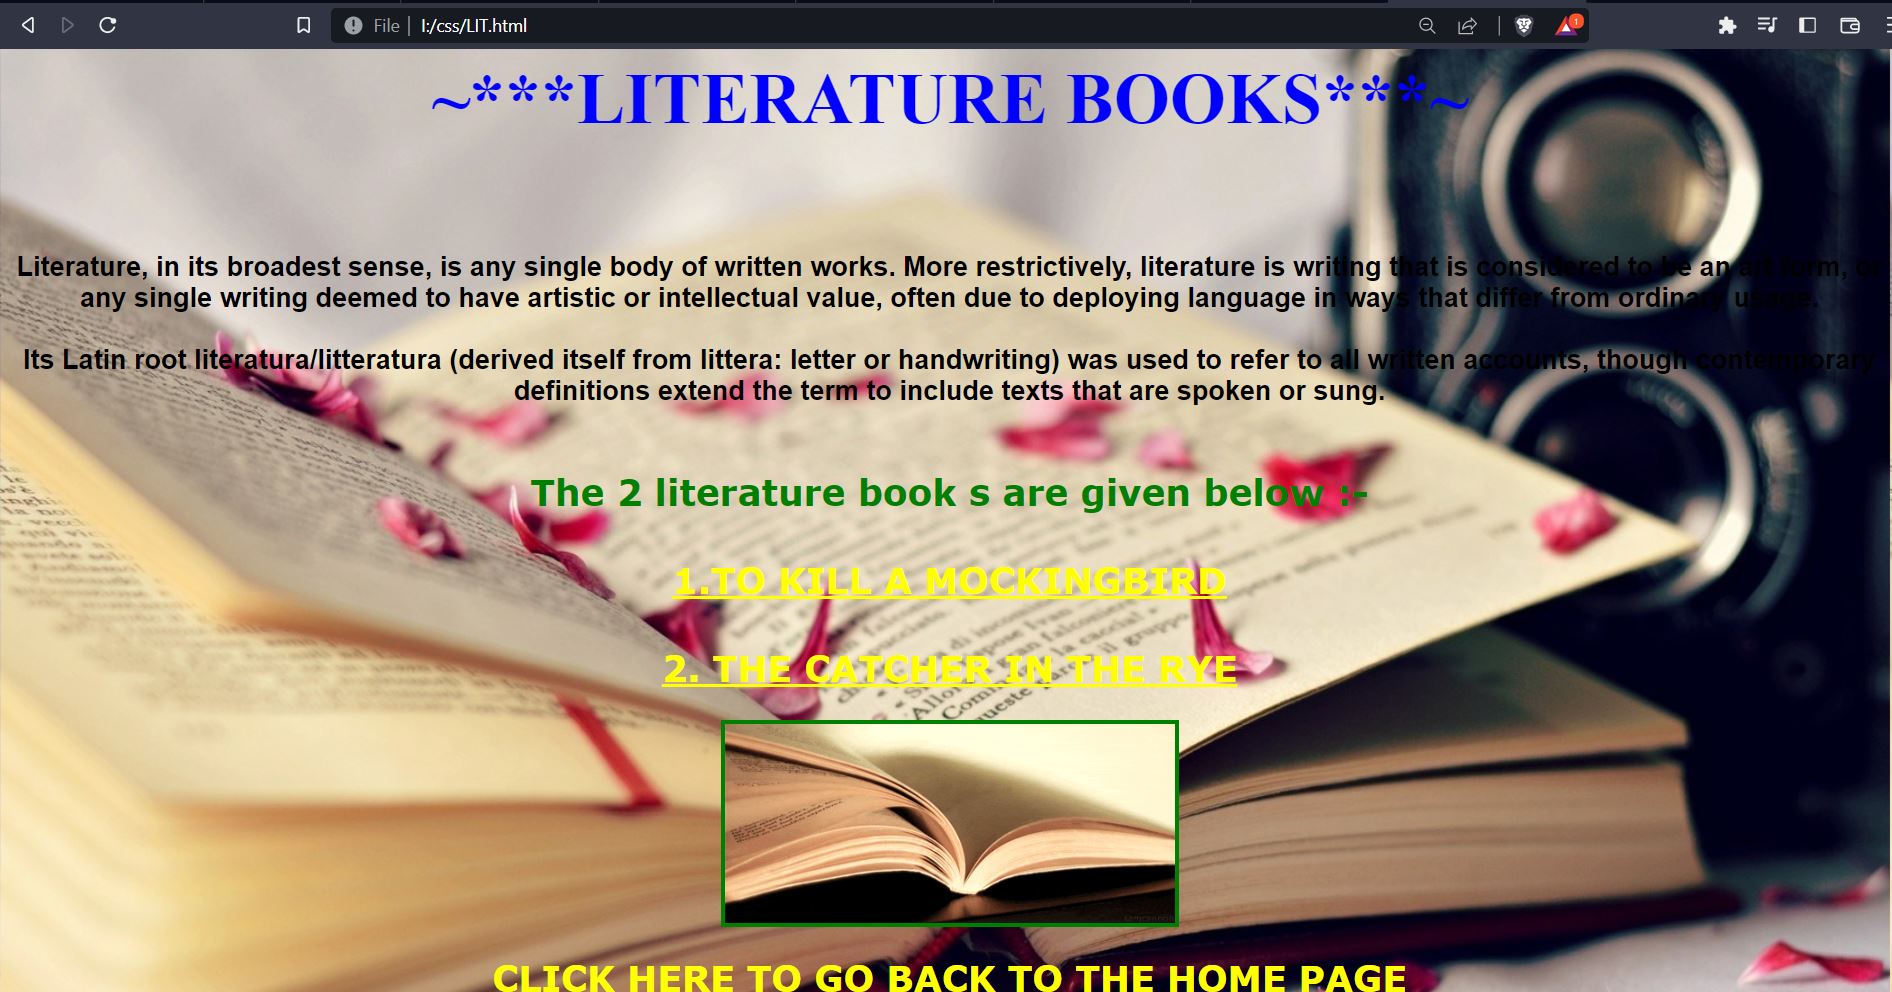 File | I:/css/LIT.html
1
~***LITERATURE BOOKS***~
Literature, in its broadest sense, is any single body of written works. More restrictively, literature is writing that is considered to be an art form, or
any single writing deemed to have artistic or intellectual value, often due to deploying language in ways that differ from ordinary usage.
Its Latin root literatura/litteratura (derived itself from littera: letter or handwriting) was used to refer to all written accounts, though contemporary
definitions extend the term to include texts that are spoken or sung.
The 2 literature book s are given below :-
1.TO KILL A MOCKINGBIRD
2. THE CATCHER IN THE RYE
CLICK HERE TO GO BACK TO THE HOME PAGE